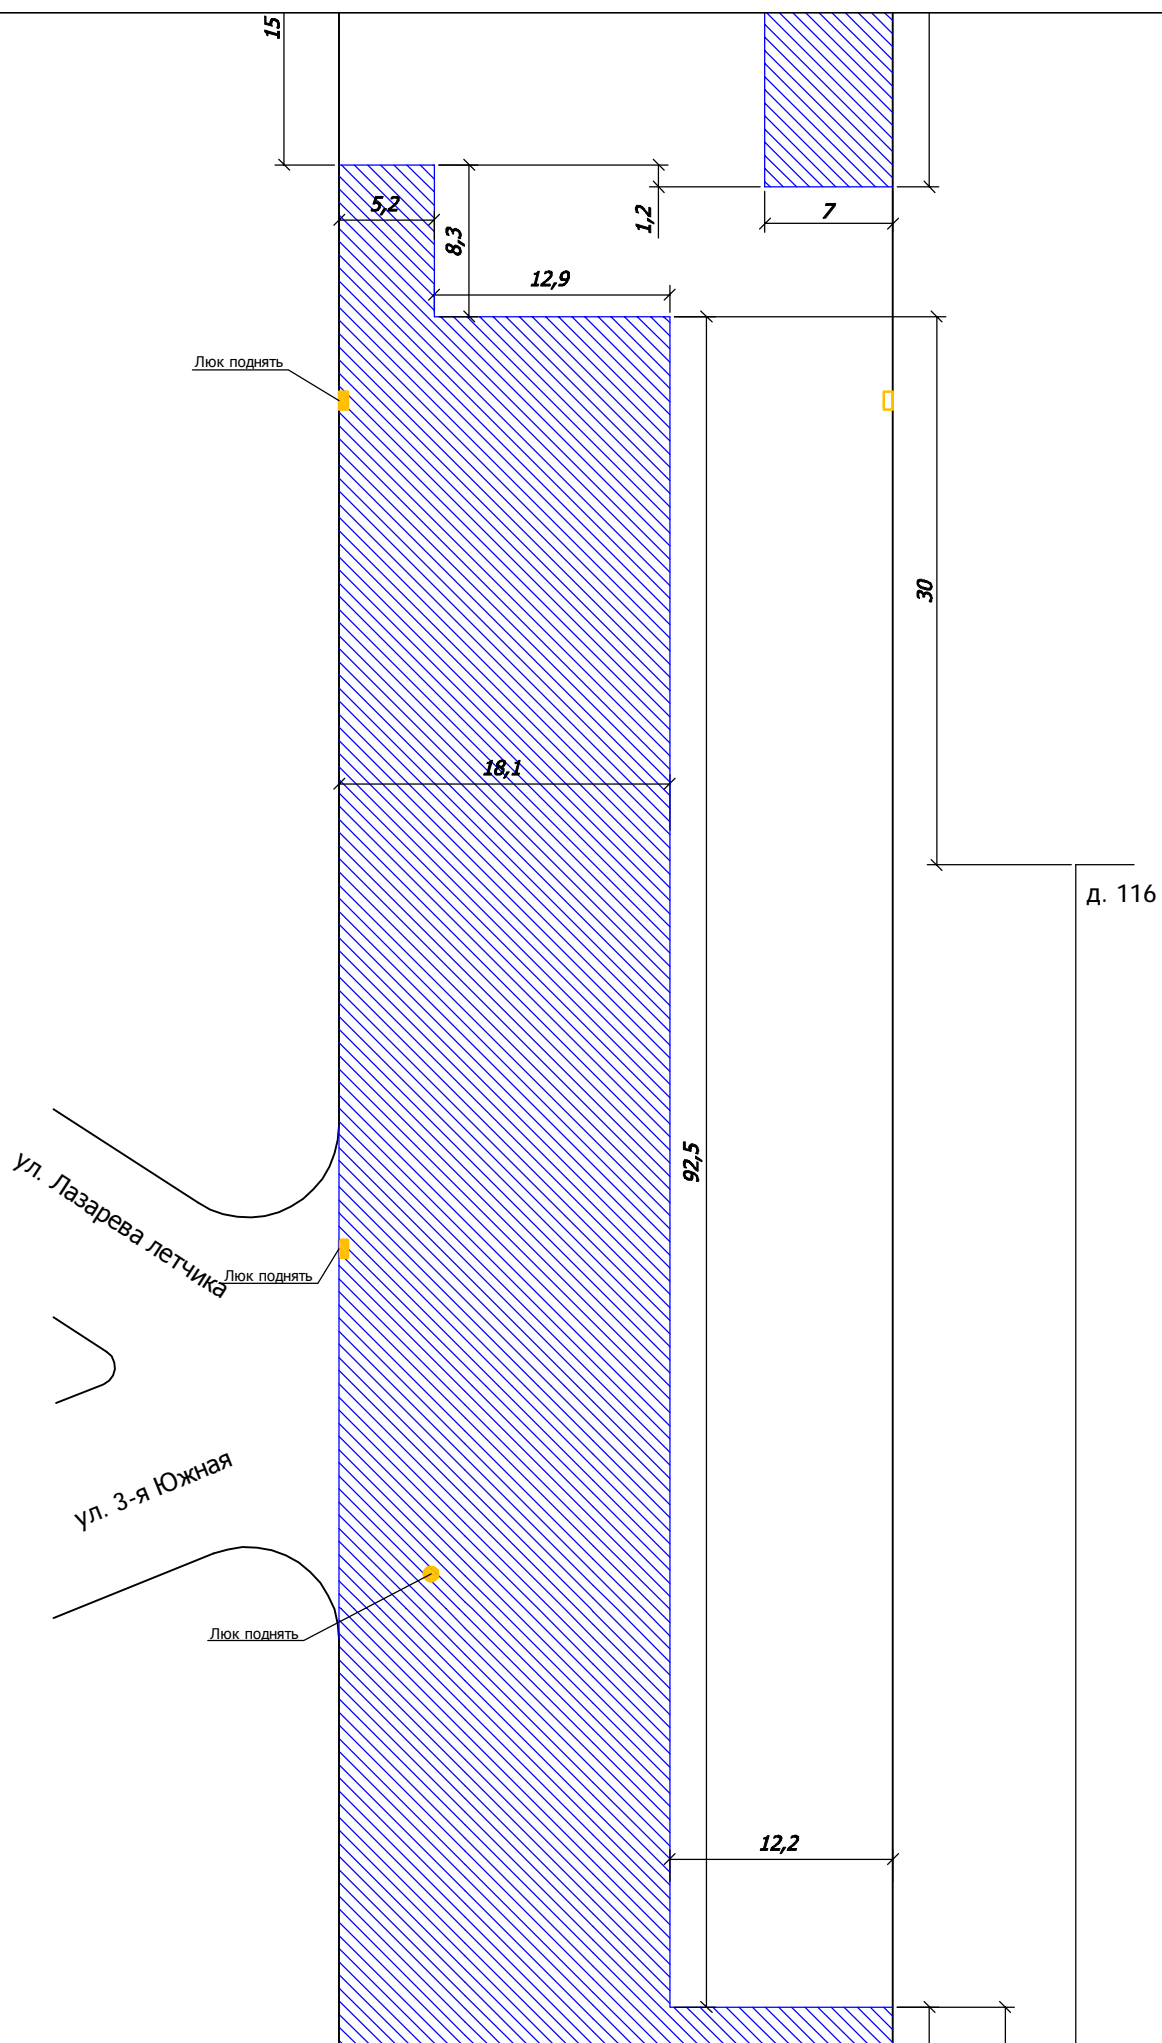 15
5,2
8,3
1,2
7
12,9
Люк поднять
30
18,1
д. 116
92,5
ул. Лазарева летчика
Люк поднять
ул. 3-я Южная
Люк поднять
12,2